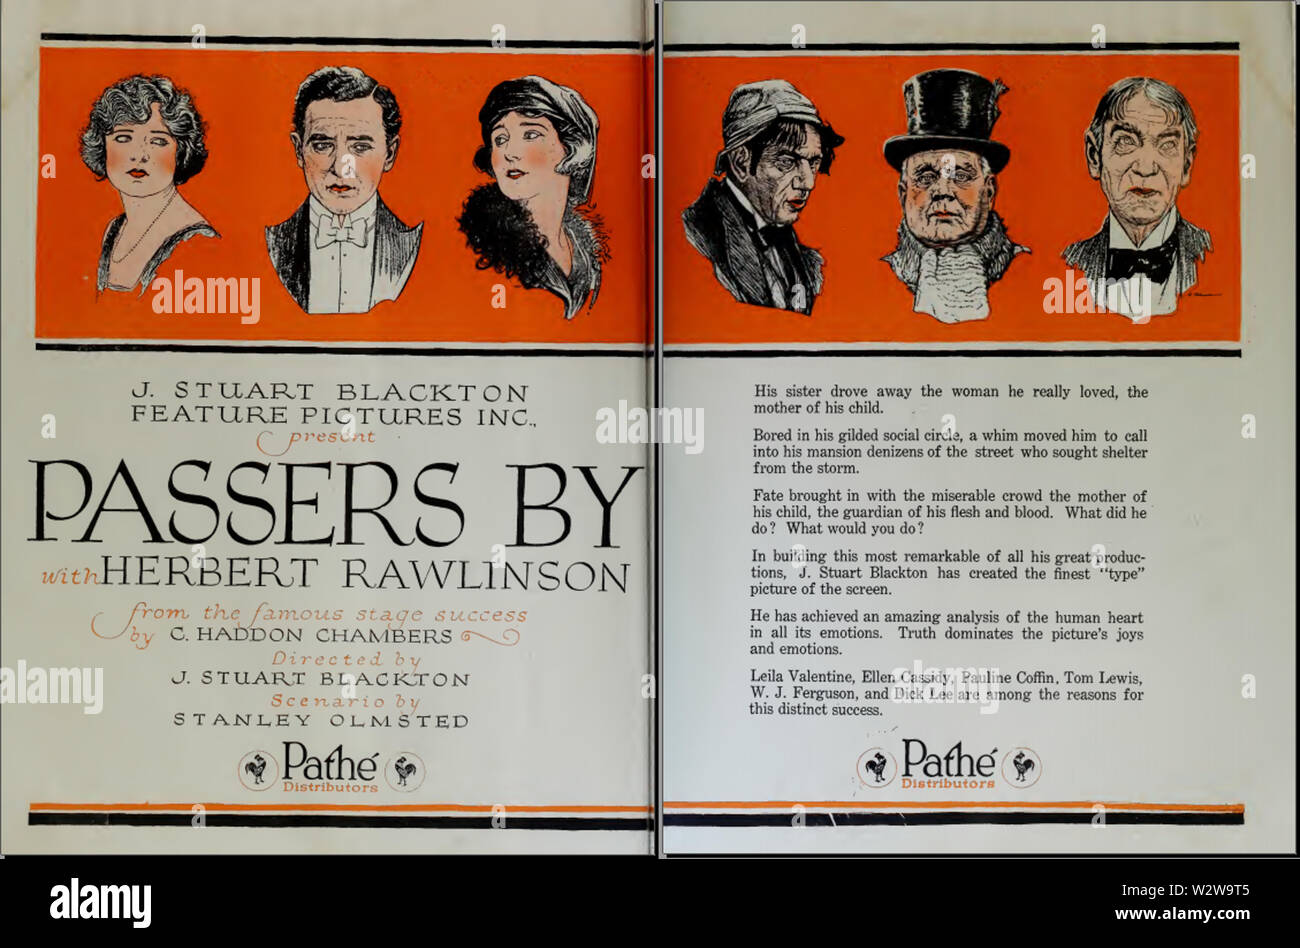 J. STUART BLACKTON
FEATURE PICTURES INC.,
present
PASSERS BY
with HERBERT RAWLINSON
from the famous stage success
by C. HADDON CHAMBERS
Directed by
J. STUART BLACKTON
Scenario by
STANLEY OLMSTED
Pathé
Distributors
His sister drove away the woman he really loved, the
mother of his child.
Bored in his gilded social circle, a whim moved him to call
into his mansion denizens of the street who sought shelter
from the storm.
Fate brought in with the miserable crowd the mother of
his child, the guardian of his flesh and blood. What did he
do? What would you do?
In building this most remarkable of all his great produc-
tions, J. Stuart Blackton has created the finest "type"
picture of the screen.
He has achieved an amazing analysis of the human heart
in all its emotions. Truth dominates the picture's joys
and emotions.
Leila Valentine, Ellen Cassidy, Pauline Coffin, Tom Lewis,
W. J. Ferguson, and Dick Lee are among the reasons for
this distinct success.
Pathé
Distributors
a
alamy
a
alamy
alamy
Image ID: W2W9T5
www.alamy.com